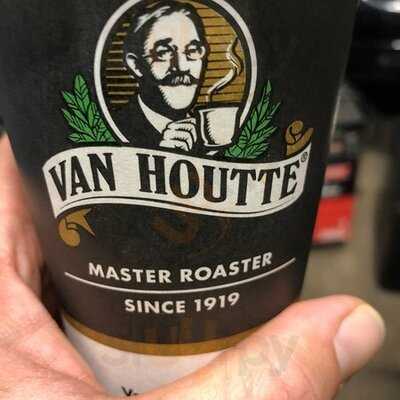 VAN HOUTTE®
MASTER ROASTER
SINCE 1919